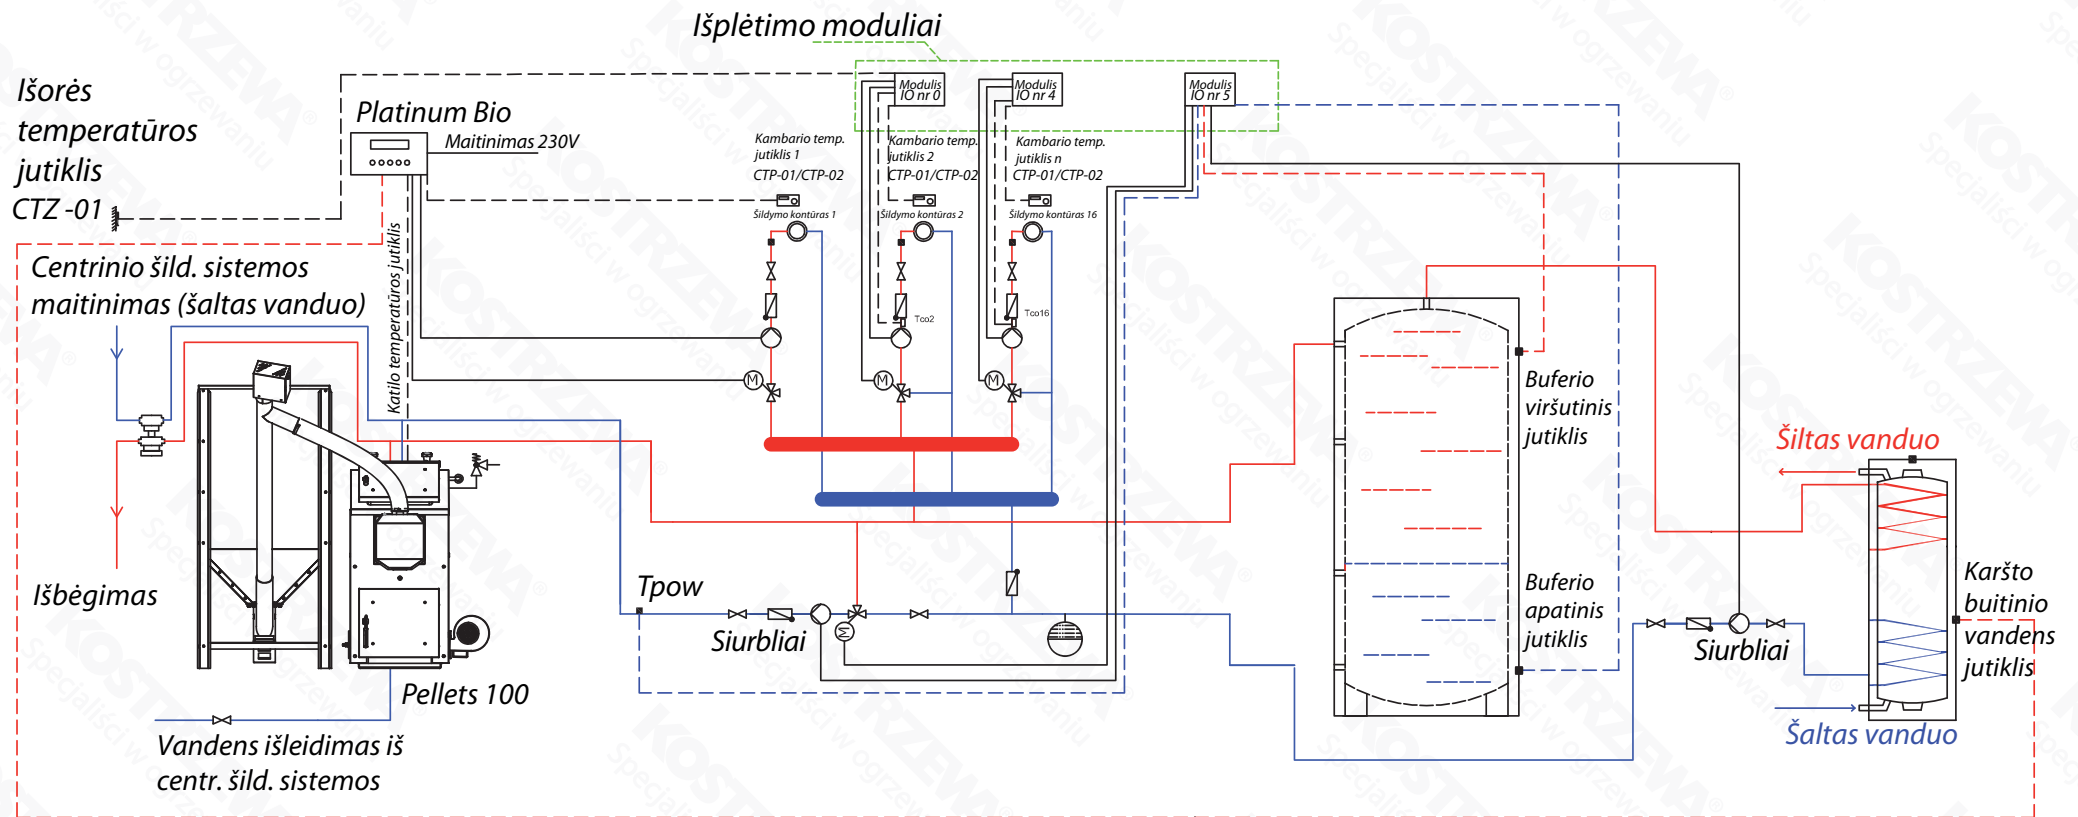 Išplėtimo moduliai
Išorės
temperatūros
jutiklis
CTZ -01
Platinum Bio
Maitinimas 230V
Modulis
IO nr 0
Modulis
IO nr 4
Modulis
IO nr 5
Kambario temp.
jutiklis 1
CTP-01/CTP-02
Kambario temp.
jutiklis 2
CTP-01/CTP-02
Kambario temp.
jutiklis n
CTP-01/CTP-02
Šildymo kontūras 1
Šildymo kontūras 2
Šildymo kontūras 16
Centrinio šild. sistemos
maitinimas (šaltas vanduo)
Katilo temperatūros jutiklis
Tco2
Tco16
M
M
M
Buferio
viršutinis
jutiklis
Šiltas vanduo
Išbėgimas
Tpow
Siurbliai
M
Buferio
apatinis
jutiklis
Siurbliai
Karšto
buitinio
vandens
jutiklis
Pellets 100
Šaltas vanduo
Vandens išleidimas iš
centr. šild. sistemos
KOSTRZEWA®
Specjaliści w ogrzewaniu